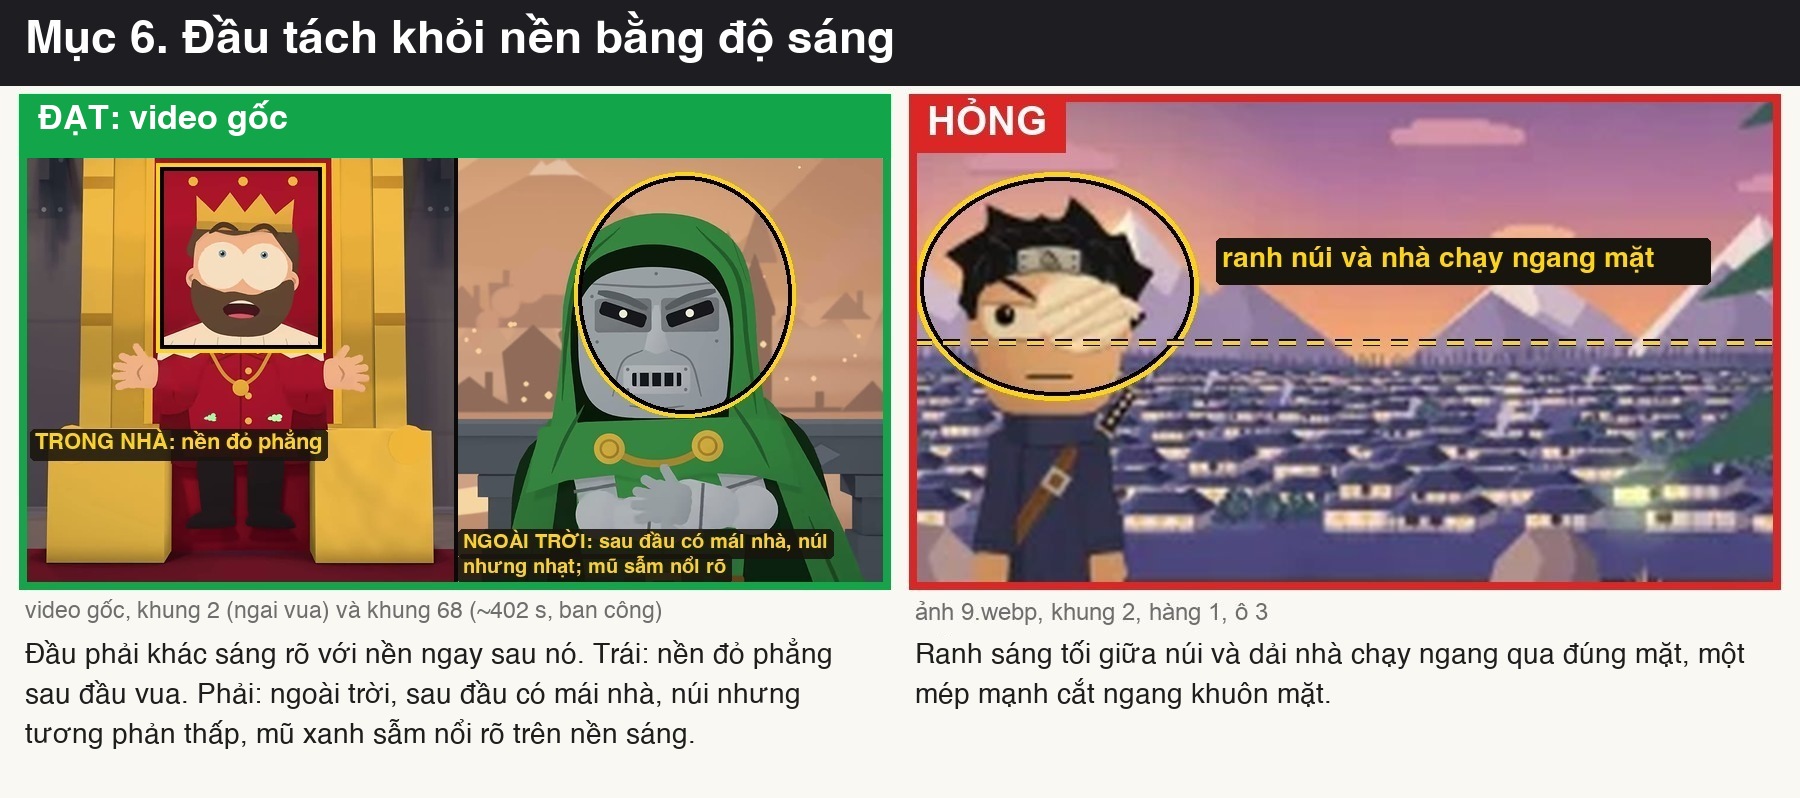 Mục 6. Đầu tách khỏi nền bằng độ sáng
ĐẠT: video gốc
TRONG NHÀ: nền đỏ phẳng
NGOÀI TRỜI: sau đầu có mái nhà, núi
nhưng nhạt; mũ sẫm nổi rõ
video gốc, khung 2 (ngai vua) và khung 68 (~402 s, ban công)
Đầu phải khác sáng rõ với nền ngay sau nó. Trái: nền đỏ phẳng
sau đầu vua. Phải: ngoài trời, sau đầu có mái nhà, núi nhưng
tương phản thấp, mũ xanh sẫm nổi rõ trên nền sáng.
HỎNG
ranh núi và nhà chạy ngang mặt
ảnh 9.webp, khung 2, hàng 1, ô 3
Ranh sáng tối giữa núi và dải nhà chạy ngang qua đúng mặt, một
mép mạnh cắt ngang khuôn mặt.